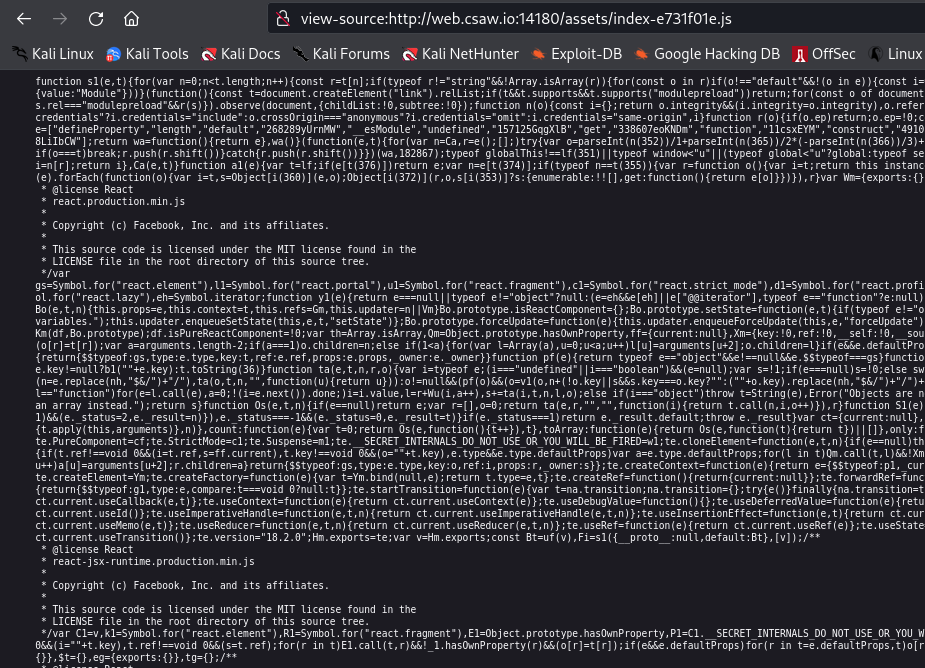 view-source:http://web.csaw.io:14180/assets/index-e731f01e.js
Kali Linux Kali Tools Kali Docs Kali Forums Kali NetHunter Exploit-DB Google Hacking DB OffSec Linux
function s1(e,t){for(var n=0;n<t.length;n++){const r=t[n];if(typeof r!="string"&&!Array.isArray(r)){for(const o in r)if(o!=="default"&&!(o in e)){const i=
{value:"Module"}))}(function(){const t=document.createElement("link").relList;if(t&&t.supports&&t.supports("modulepreload"))return;for(const o of document
s.rel==="modulepreload"&&r(s)}).observe(document,{childList:!0,subtree:!0});function n(o){const i={};return o.integrity&&(i.integrity=o.integrity),o.refer
credentials"?i.credentials="include":o.crossOrigin==="anonymous"?i.credentials="omit":i.credentials="same-origin",i}function r(o){if(o.ep)return;o.ep=!0;c
e=["defineProperty","length","default","268289yUrnMW","__esModule","undefined","157125GqgXlB","get","338607eoKNDm","function","11csxEYM","construct","4910
8LiIbCW"];return wa=function(){return e},wa()}(function(e,t){for(var n=Ca,r=e();[];)try{var o=parseInt(n(352))/1+parseInt(n(365))/2*(-parseInt(n(366))/3)+
if(o===t)break;r.push(r.shift())}catch{r.push(r.shift())}})(wa,182867);typeof globalThis!==lf(351)||typeof window<"u"||(typeof global<"u"?global:typeof se
i=n[r];return i},Ca(e,t)}function a1(e){var t=lf;if(e[t(376)])return e;var n=e[t(374)];if(typeof n==t(355)){var r=function o(){var i=t;return this instanc
(e).forEach(function(o){var i=t,s=Object[i(360)](e,o);Object[i(372)](r,o,s[i(353)]?s:{enumerable:!![],get:function(){return e[o]}})}),r}var Wm={exports:{}
* @license React
* react.production.min.js
*
* Copyright (c) Facebook, Inc. and its affiliates.
*
* This source code is licensed under the MIT license found in the
* LICENSE file in the root directory of this source tree.
*/var
gs=Symbol.for("react.element"),l1=Symbol.for("react.portal"),u1=Symbol.for("react.fragment"),c1=Symbol.for("react.strict_mode"),d1=Symbol.for("react.profi
ol.for("react.lazy"),eh=Symbol.iterator;function y1(e){return e===null||typeof e!="object"?null:(e=eh&&e[eh]||e["@@iterator"],typeof e=="function"?e:null)
Bo(e,t,n){this.props=e,this.context=t,this.refs=Gm,this.updater=n||Vm}Bo.prototype.isReactComponent={};Bo.prototype.setState=function(e,t){if(typeof e!="o
variables.");this.updater.enqueueSetState(this,e,t,"setState")};Bo.prototype.forceUpdate=function(e){this.updater.enqueueForceUpdate(this,e,"forceUpdate")
Km(df,Bo.prototype);df.isPureReactComponent=!0;var rh=Array.isArray,Qm=Object.prototype.hasOwnProperty,ff={current:null},Xm={key:!0,ref:!0,__self:!0,__sou
(o[r]=t[r]);var a=arguments.length-2;if(a===1)o.children=n;else if(1<a){for(var l=Array(a),u=0;u<a;u++)l[u]=arguments[u+2];o.children=l}if(e&&e.defaultPro
{return{$$typeof:gs,type:e.type,key:t,ref:e.ref,props:e.props,_owner:e._owner}}function pf(e){return typeof e=="object"&&e!==null&&e.$$typeof===gs}functio
e.key!=null?b1(""+e.key):t.toString(36)}function ta(e,t,n,r,o){var i=typeof e;(i==="undefined"||i==="boolean")&&(e=null);var s=!1;if(e===null)s=!0;else sw
(n=e.replace(nh,"$&/")+"/"),ta(o,t,n,"",function(u){return u})):o!=null&&(pf(o)&&(o=v1(o,n+(!o.key||s&&s.key===o.key?"":(""+o.key).replace(nh,"$&/")+"/")+
l=="function")for(e=l.call(e),a=0;!(i=e.next()).done;)i=i.value,l=r+Wu(i,a++),s+=ta(i,t,n,l,o);else if(i==="object")throw t=String(e),Error("Objects are n
an array instead.");return s}function Os(e,t,n){if(e==null)return e;var r=[],o=0;return ta(e,r,"","",function(i){return t.call(n,i,o++)}),r}function S1(e)
1)&&(e._status=2,e._result=n)}),e._status===-1&&(e._status=0,e._result=t)}if(e._status===1)return e._result.default;throw e._result}var ct={current:null},
{t.apply(this,arguments)},n)},count:function(e){var t=0;return Os(e,function(){t++}),t},toArray:function(e){return Os(e,function(t){return t})||[]},only:f
te.PureComponent=cf;te.StrictMode=c1;te.Suspense=m1;te.__SECRET_INTERNALS_DO_NOT_USE_OR_YOU_WILL_BE_FIRED=w1;te.cloneElement=function(e,t,n){if(e==null)th
{if(t.ref!==void 0&&(i=t.ref,s=ff.current),t.key!==void 0&&(o=""+t.key),e.type&&e.type.defaultProps)var a=e.type.defaultProps;for(l in t)Qm.call(t,l)&&!Xm
u++)a[u]=arguments[u+2];r.children=a}return{$$typeof:gs,type:e.type,key:o,ref:i,props:r,_owner:s}};te.createContext=function(e){return e={$$typeof:p1,_cur
te.createElement=Ym;te.createFactory=function(e){var t=Ym.bind(null,e);return t.type=e,t};te.createRef=function(){return{current:null}};te.forwardRef=func
{return{$$typeof:g1,type:e,compare:t===void 0?null:t}};te.startTransition=function(e){var t=na.transition;na.transition={};try{e()}finally{na.transition=t
ct.current.useCallback(e,t)};te.useContext=function(e){return ct.current.useContext(e)};te.useDebugValue=function(){};te.useDeferredValue=function(e){retu
ct.current.useId()};te.useImperativeHandle=function(e,t,n){return ct.current.useImperativeHandle(e,t,n)};te.useInsertionEffect=function(e,t){return ct.cur
ct.current.useMemo(e,t)};te.useReducer=function(e,t,n){return ct.current.useReducer(e,t,n)};te.useRef=function(e){return ct.current.useRef(e)};te.useState
ct.current.useTransition()};te.version="18.2.0";Hm.exports=te;var v=Hm.exports;const Bt=uf(v),Fi=s1({__proto__:null,default:Bt},[v]);/**
* @license React
* react-jsx-runtime.production.min.js
*
* Copyright (c) Facebook, Inc. and its affiliates.
*
* This source code is licensed under the MIT license found in the
* LICENSE file in the root directory of this source tree.
*/var C1=v,k1=Symbol.for("react.element"),R1=Symbol.for("react.fragment"),E1=Object.prototype.hasOwnProperty,P1=C1.__SECRET_INTERNALS_DO_NOT_USE_OR_YOU_W
0&&(i=""+t.key),t.ref!==void 0&&(s=t.ref);for(r in t)E1.call(t,r)&&!_1.hasOwnProperty(r)&&(o[r]=t[r]);if(e&&e.defaultProps)for(r in t=e.defaultProps,t)o[r
{}},$t={},eg={exports:{}},tg={};/**
* @license React